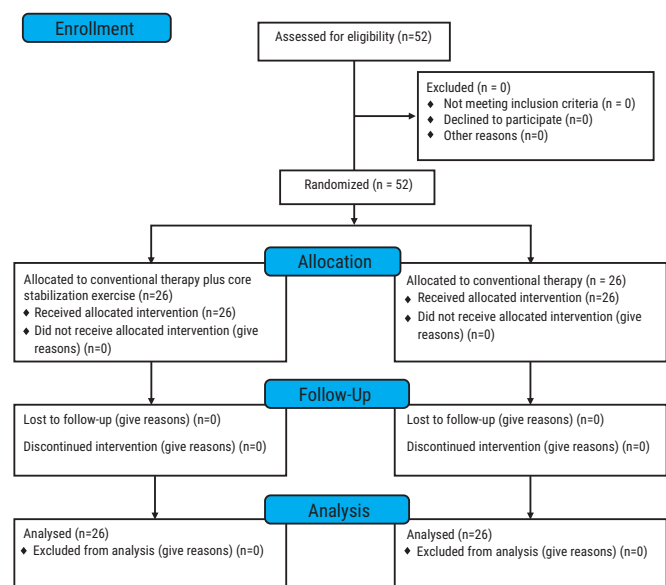 Enrollment
Assessed for eligibility (n=52)
Excluded (n = 0)
♦ Not meeting inclusion criteria (n = 0)
♦ Declined to participate (n=0)
♦ Other reasons (n=0)
Randomized (n = 52)
Allocation
Allocated to conventional therapy plus core
stabilization exercise (n=26)
♦ Received allocated intervention (n=26)
♦ Did not receive allocated intervention (give
reasons) (n=0)
Allocated to conventional therapy (n = 26)
♦ Received allocated intervention (n=26)
♦ Did not receive allocated intervention (give
reasons) (n=0)
Follow-Up
Lost to follow-up (give reasons) (n=0)
Discontinued intervention (give reasons) (n=0)
Lost to follow-up (give reasons) (n=0)
Discontinued intervention (give reasons) (n=0)
Analysis
Analysed (n=26)
♦ Excluded from analysis (give reasons) (n=0)
Analysed (n=26)
♦ Excluded from analysis (give reasons) (n=0)